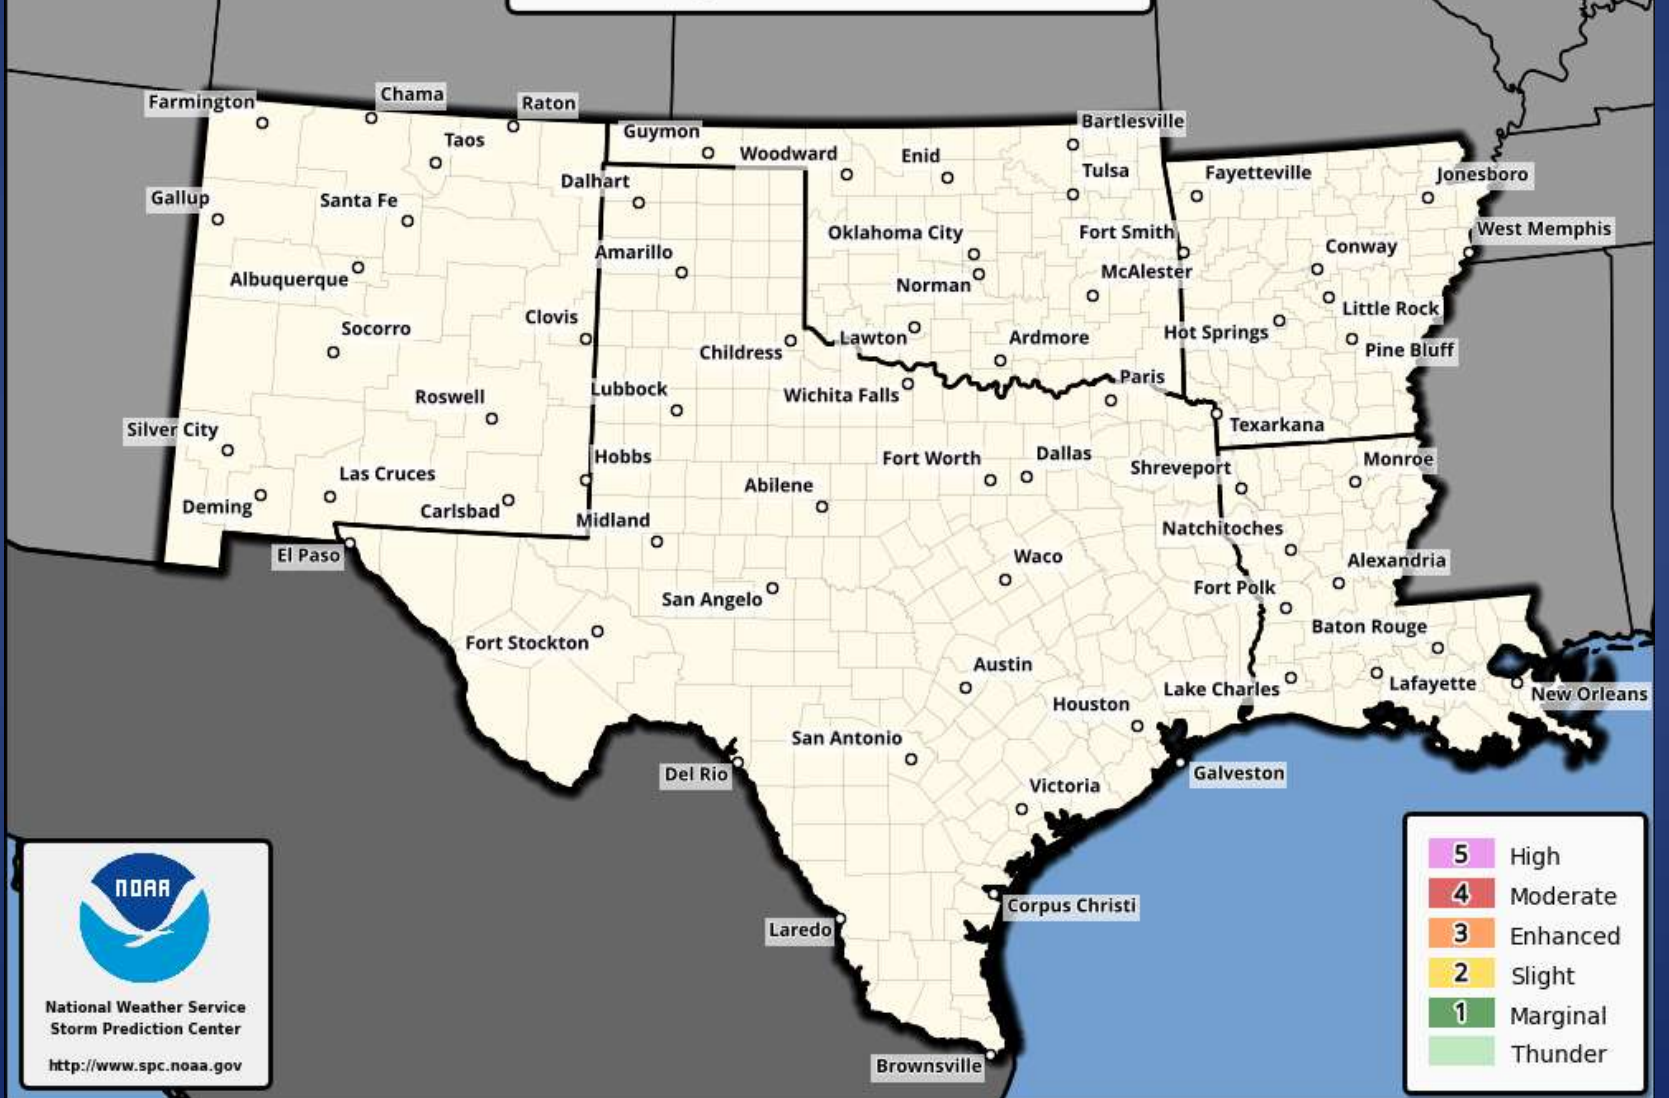 Farmington
Chama
Raton
Taos
Guymon
Woodward
Enid
Bartlesville
Tulsa
Fayetteville
Jonesboro
Dalhart
Gallup
Santa Fe
Oklahoma City
Fort Smith
West Memphis
Amarillo
Conway
Albuquerque
Norman
McAlester
Little Rock
Socorro
Clovis
Childress
Lawton
Ardmore
Hot Springs
Pine Bluff
Roswell
Lubbock
Wichita Falls
Paris
Texarkana
Silver City
Las Cruces
Hobbs
Fort Worth
Dallas
Shreveport
Monroe
Deming
Carlsbad
Abilene
Midland
Natchitoches
El Paso
Waco
Alexandria
San Angelo
Fort Polk
Fort Stockton
Baton Rouge
Austin
Lake Charles
Lafayette
New Orleans
Houston
San Antonio
Del Rio
Galveston
Victoria
Corpus Christi
Laredo
Brownsville
NOAA
National Weather Service
Storm Prediction Center
http://www.spc.noaa.gov
5 High
4 Moderate
3 Enhanced
2 Slight
1 Marginal
Thunder